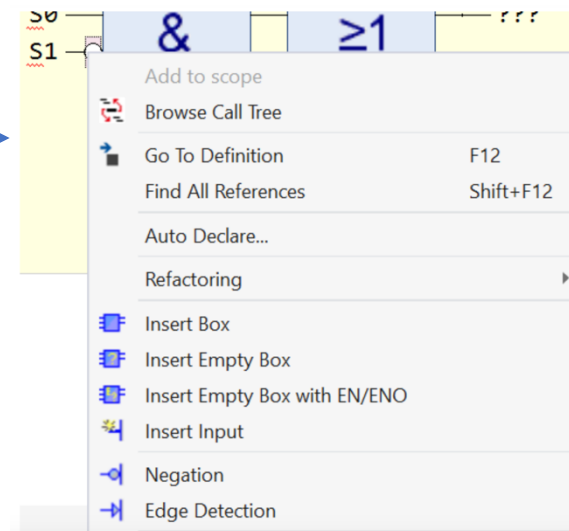 S0 & ≥1 ???
S1
Add to scope
Browse Call Tree
Go To Definition F12
Find All References Shift+F12
Auto Declare...
Refactoring
Insert Box
Insert Empty Box
Insert Empty Box with EN/ENO
Insert Input
Negation
Edge Detection